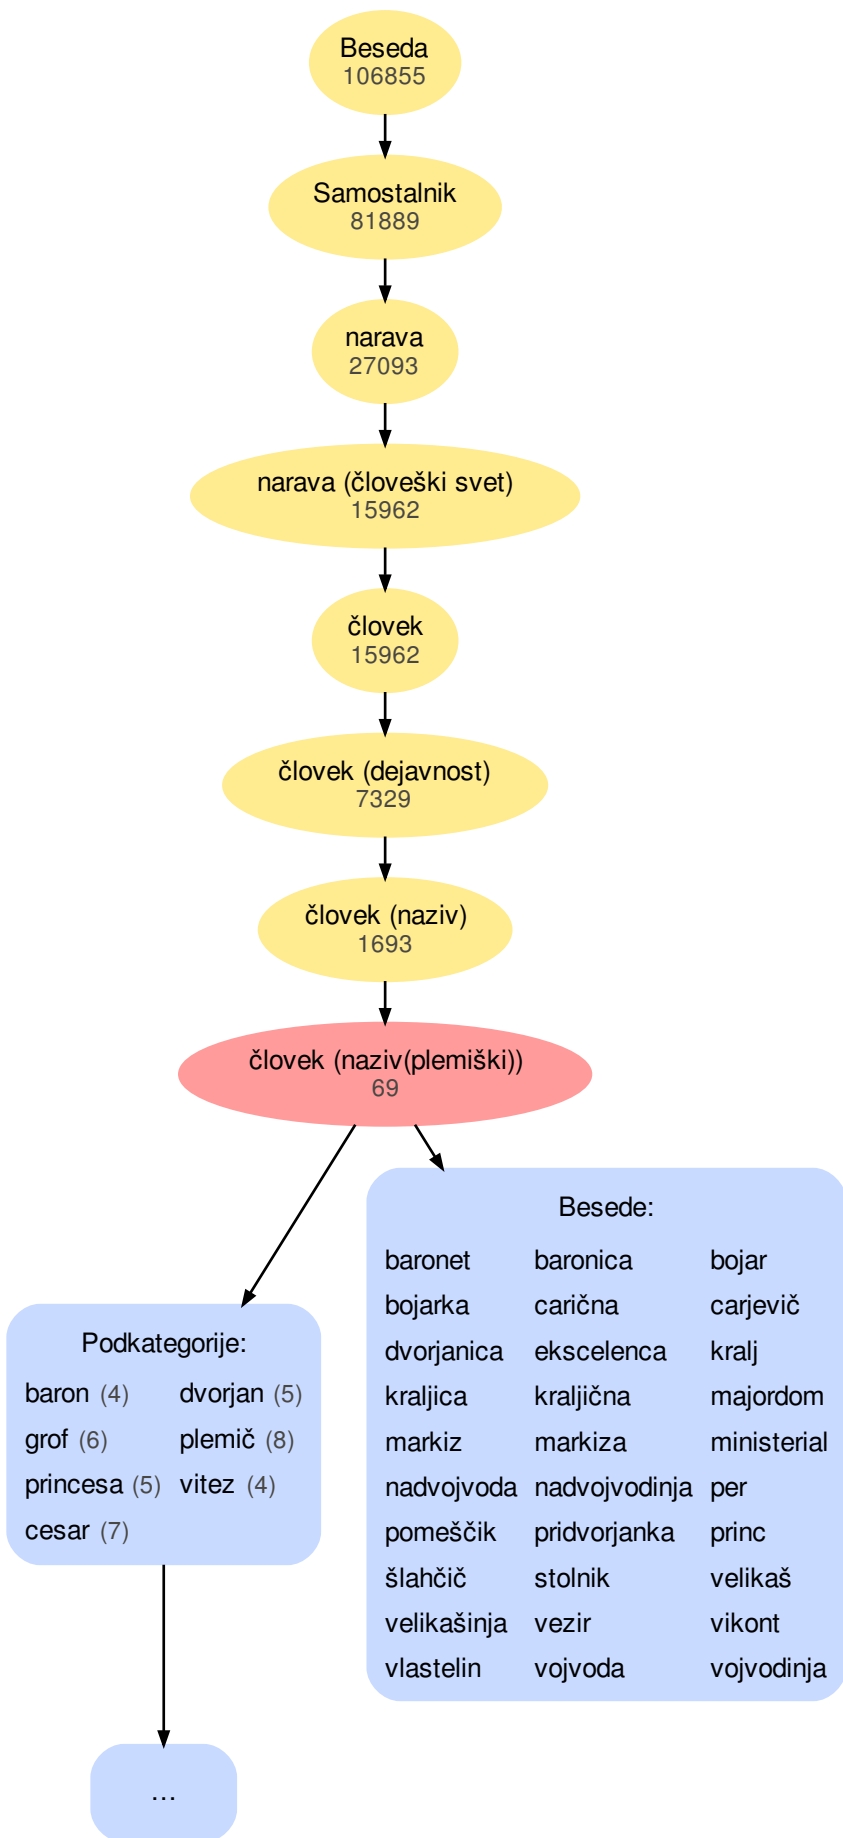 Beseda
106855
Samostalnik
81889
narava
27093
narava (človeški svet)
15962
človek
15962
človek (dejavnost)
7329
človek (naziv)
1693
človek (naziv(plemiški))
69
Podkategorije:
baron (4) dvorjan (5)
grof (6) plemič (8)
princesa (5) vitez (4)
cesar (7)
...
Besede:
baronet baronica bojar
bojarka carična carjevič
dvorjanica ekscelenca kralj
kraljica kraljična majordom
markiz markiza ministerial
nadvojvoda nadvojvodinja per
pomeščik pridvorjanka princ
šlahčič stolnik velikaš
velikašinja vezir vikont
vlastelin vojvoda vojvodinja